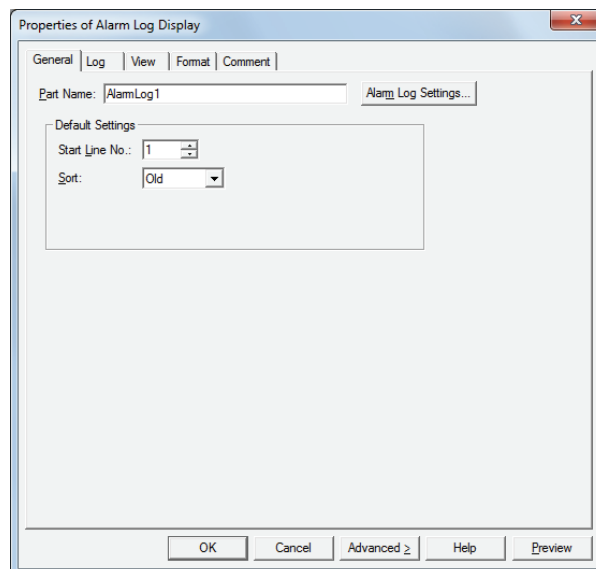 Properties of Alarm Log Display
General Log View Format Comment
Part Name: AlarmLog1 Alarm Log Settings...
Default Settings
Start Line No.: 1
Sort: Old
OK Cancel Advanced > Help Preview